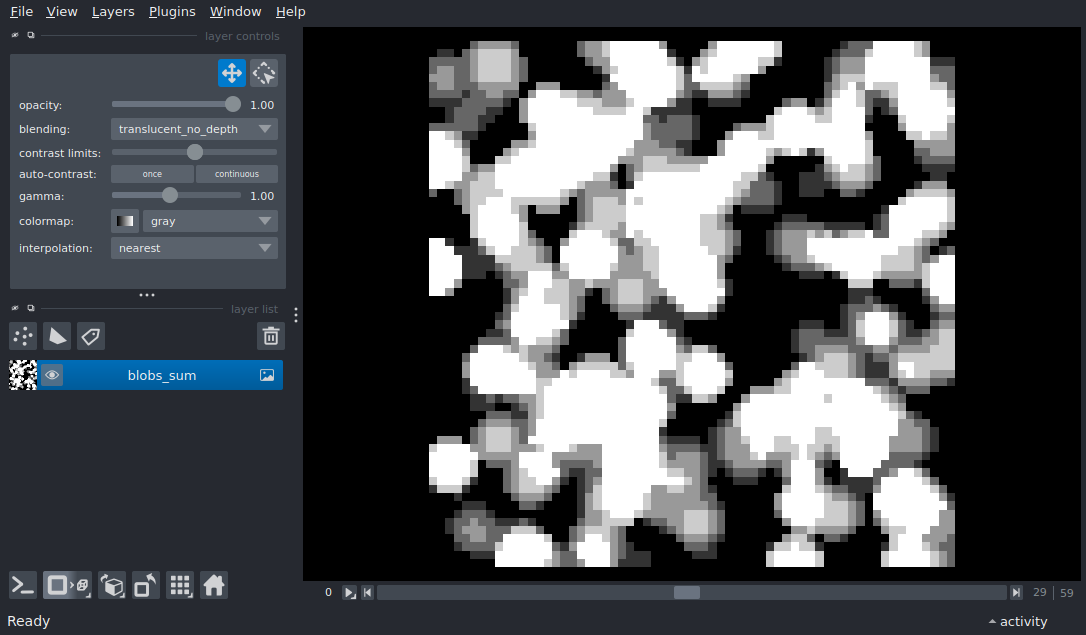 File View Layers Plugins Window Help
layer controls
opacity: 1.00
blending: translucent_no_depth
contrast limits:
auto-contrast: once continuous
gamma: 1.00
colormap: gray
interpolation: nearest
layer list
blobs_sum
0 29 59
Ready activity